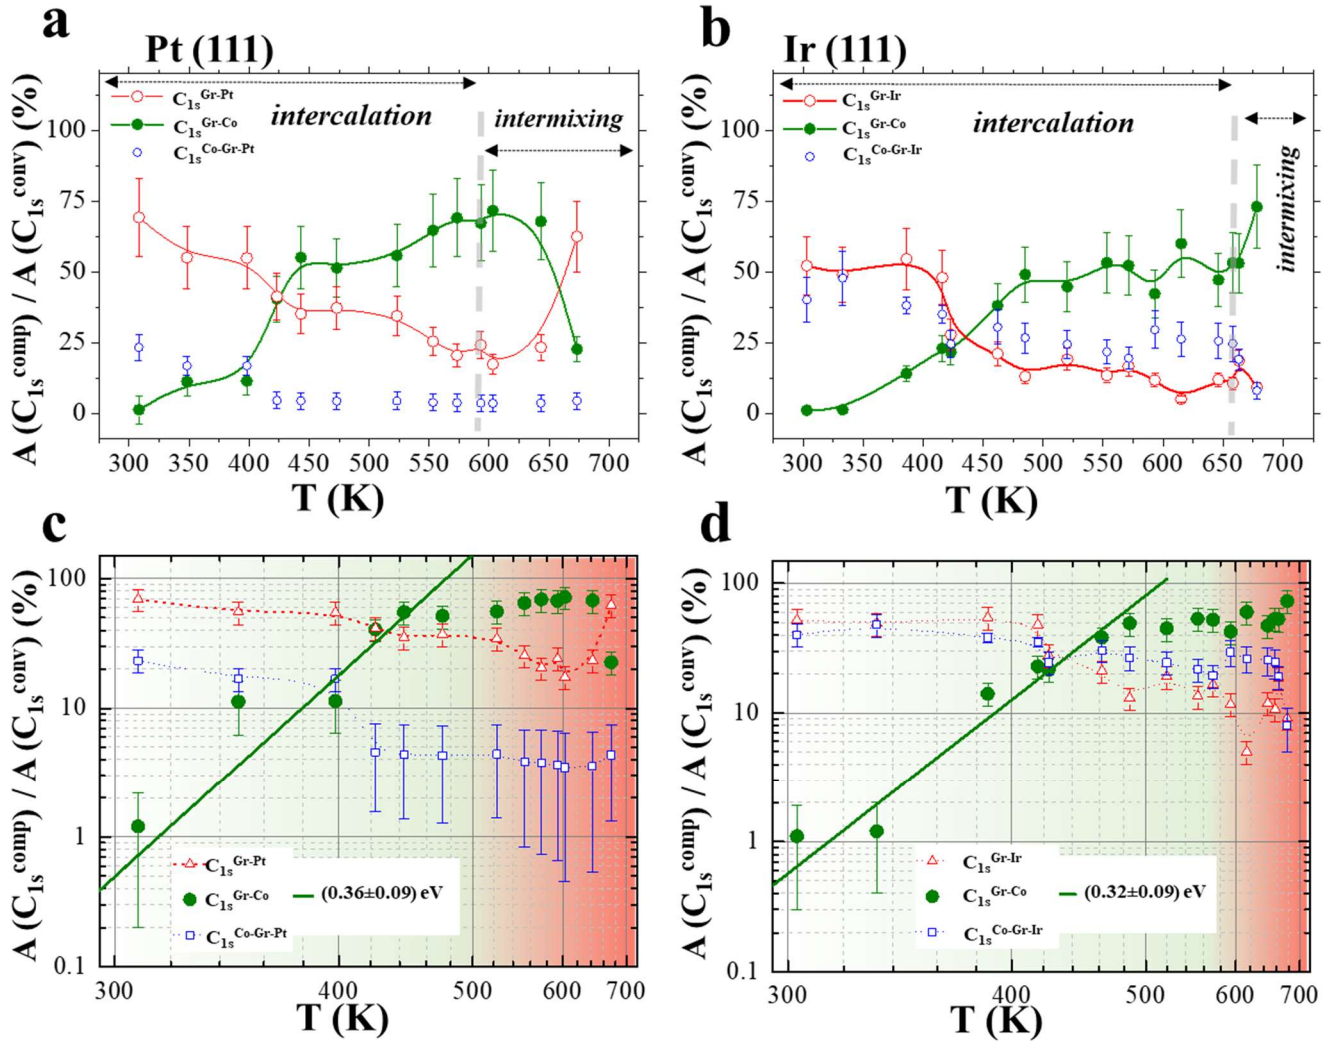 a
Pt (111)
A (C1s^comp) / A (C1s^conv) (%)
C1s^Gr-Pt
C1s^Gr-Co
C1s^Co-Gr-Pt
intercalation
intermixing
100
75
50
25
0
300 350 400 450 500 550 600 650 700
T (K)
b
Ir (111)
A (C1s^comp) / A (C1s^conv) (%)
C1s^Gr-Ir
C1s^Gr-Co
C1s^Co-Gr-Ir
intercalation
intermixing
100
75
50
25
0
300 350 400 450 500 550 600 650 700
T (K)
c
A (C1s^comp) / A (C1s^conv) (%)
100
10
1
0.1
C1s^Gr-Pt
C1s^Gr-Co
(0.36±0.09) eV
C1s^Co-Gr-Pt
300 400 500 600 700
T (K)
d
A (C1s^comp) / A (C1s^conv) (%)
100
10
1
0.1
C1s^Gr-Ir
C1s^Gr-Co
(0.32±0.09) eV
C1s^Co-Gr-Ir
300 400 500 600 700
T (K)